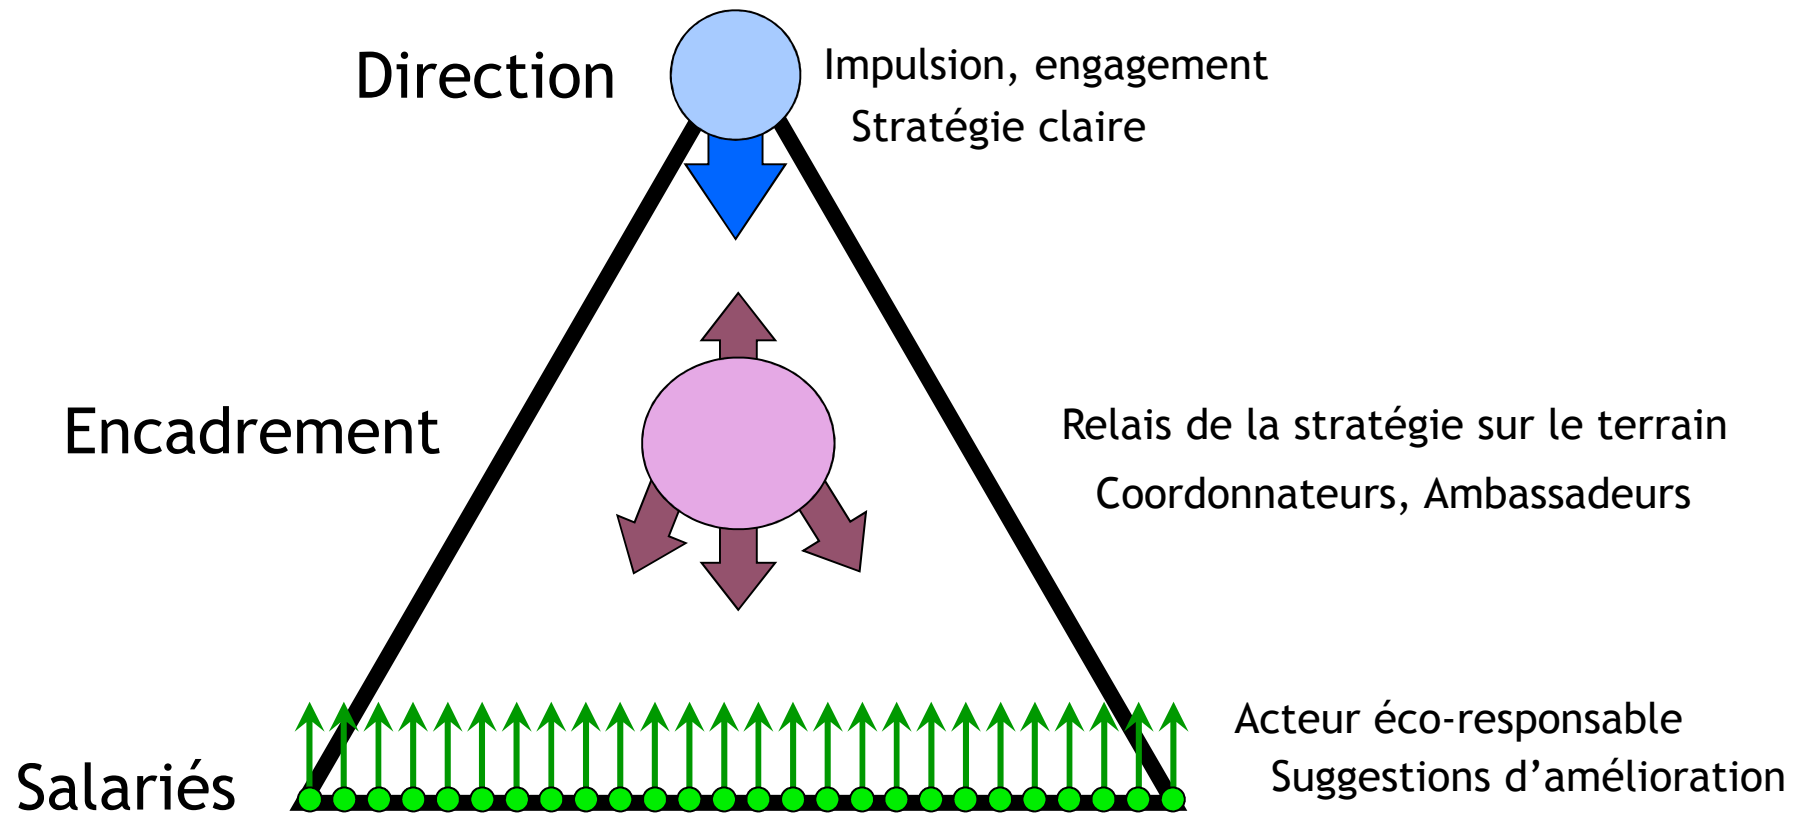 Direction
Impulsion, engagement
Stratégie claire
Encadrement
Relais de la stratégie sur le terrain
Coordonnateurs, Ambassadeurs
Salariés
Acteur éco-responsable
Suggestions d’amélioration